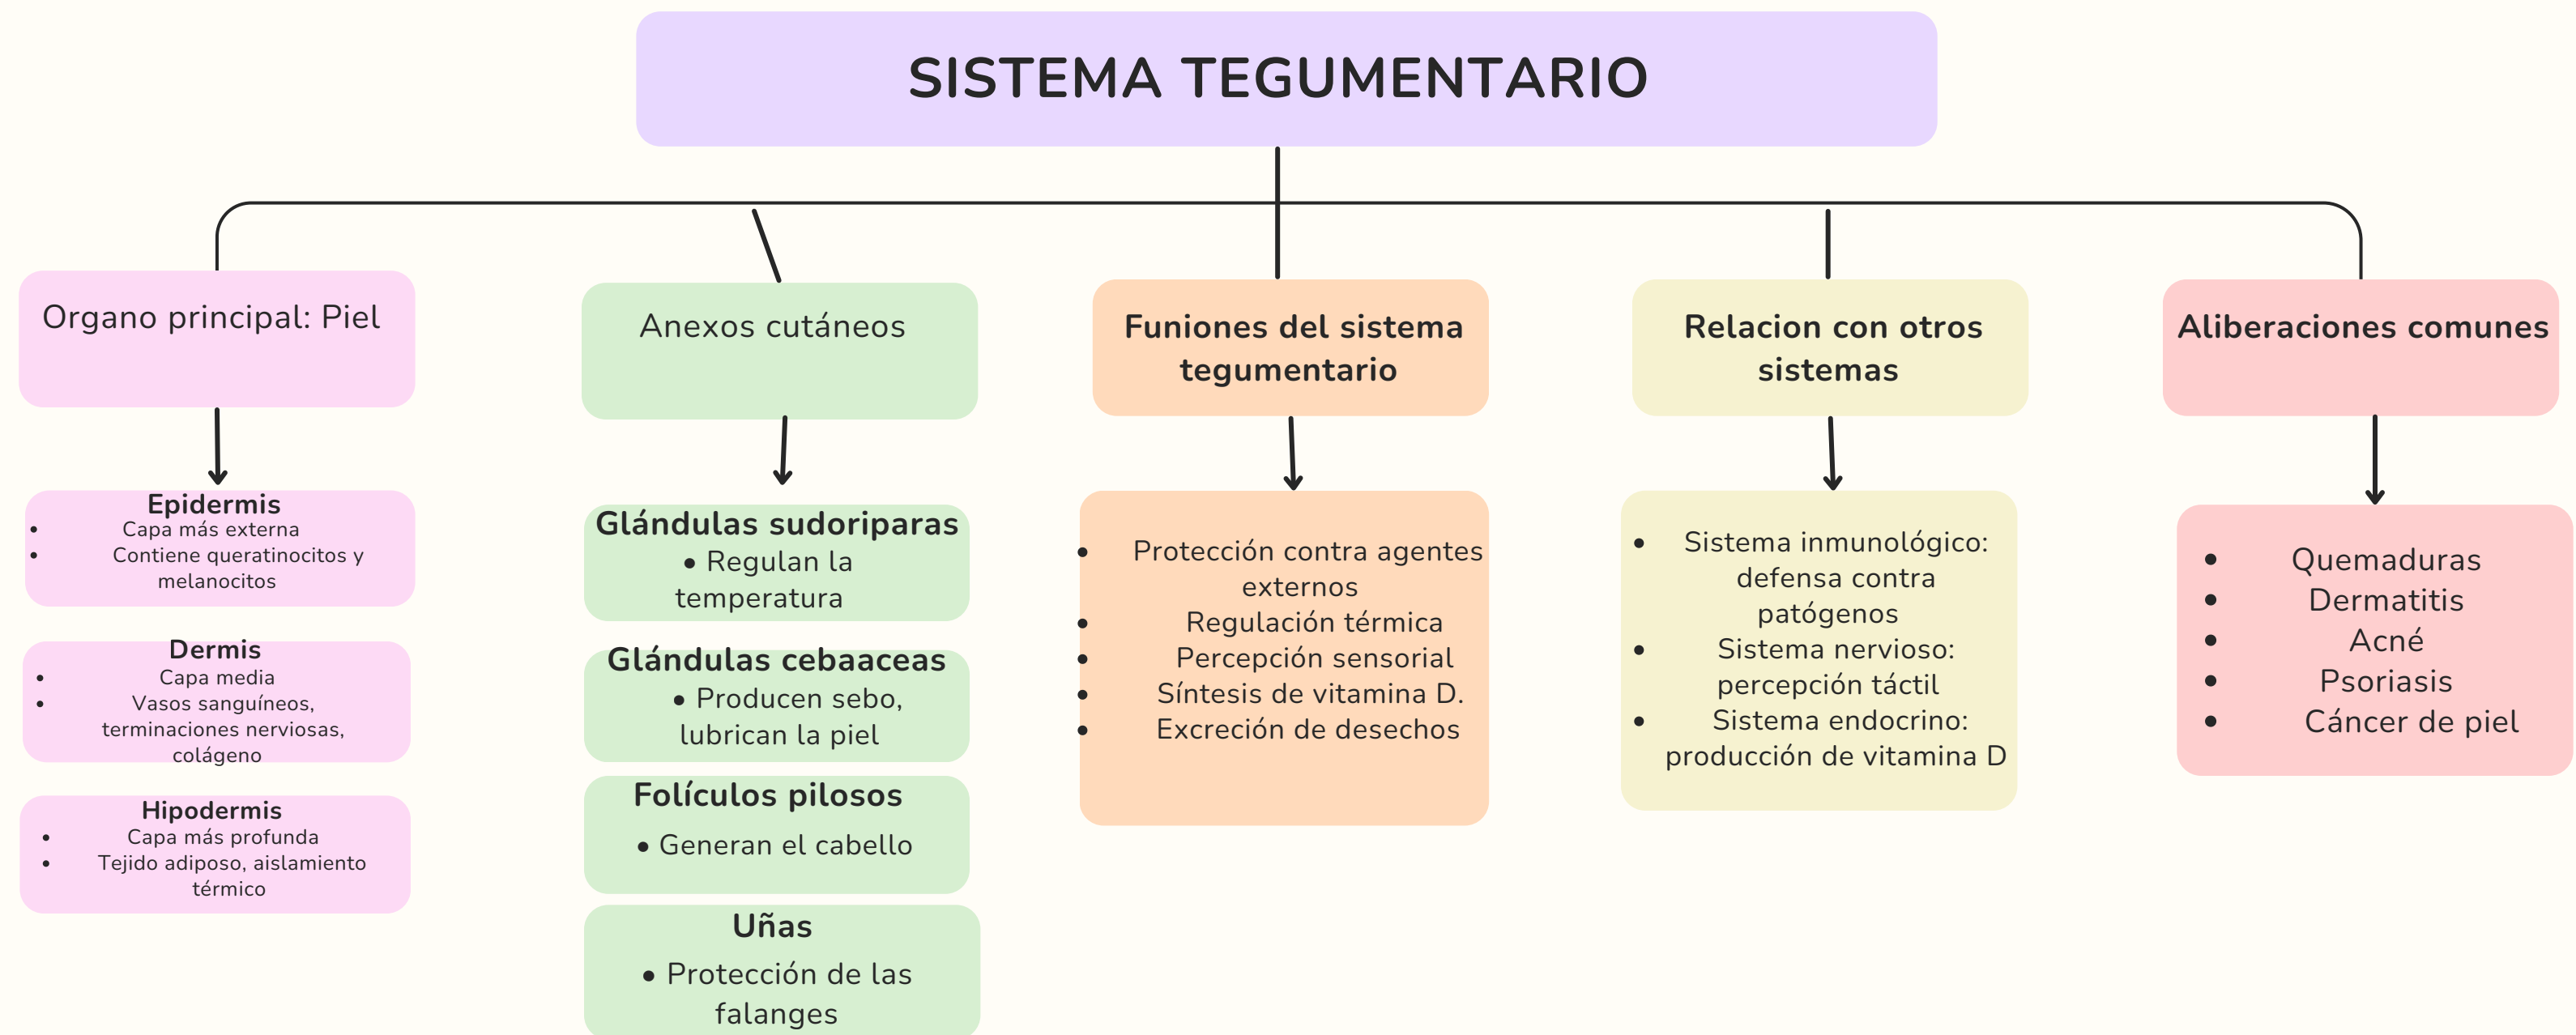 SISTEMA TEGUMENTARIO
Organo principal: Piel
Epidermis
• Capa más externa
• Contiene queratinocitos y
melanocitos
Dermis
• Capa media
• Vasos sanguíneos,
terminaciones nerviosas,
colágeno
Hipodermis
• Capa más profunda
• Tejido adiposo, aislamiento
térmico
Anexos cutáneos
Glándulas sudoriparas
• Regulan la
temperatura
Glándulas cebaaceas
• Producen sebo,
lubrican la piel
Folículos pilosos
• Generan el cabello
Uñas
• Protección de las
falanges
Funiones del sistema
tegumentario
• Protección contra agentes
externos
• Regulación térmica
• Percepción sensorial
• Síntesis de vitamina D.
• Excreción de desechos
Relacion con otros
sistemas
• Sistema inmunológico:
defensa contra
patógenos
• Sistema nervioso:
percepción táctil
• Sistema endocrino:
producción de vitamina D
Aliberaciones comunes
• Quemaduras
• Dermatitis
• Acné
• Psoriasis
• Cáncer de piel